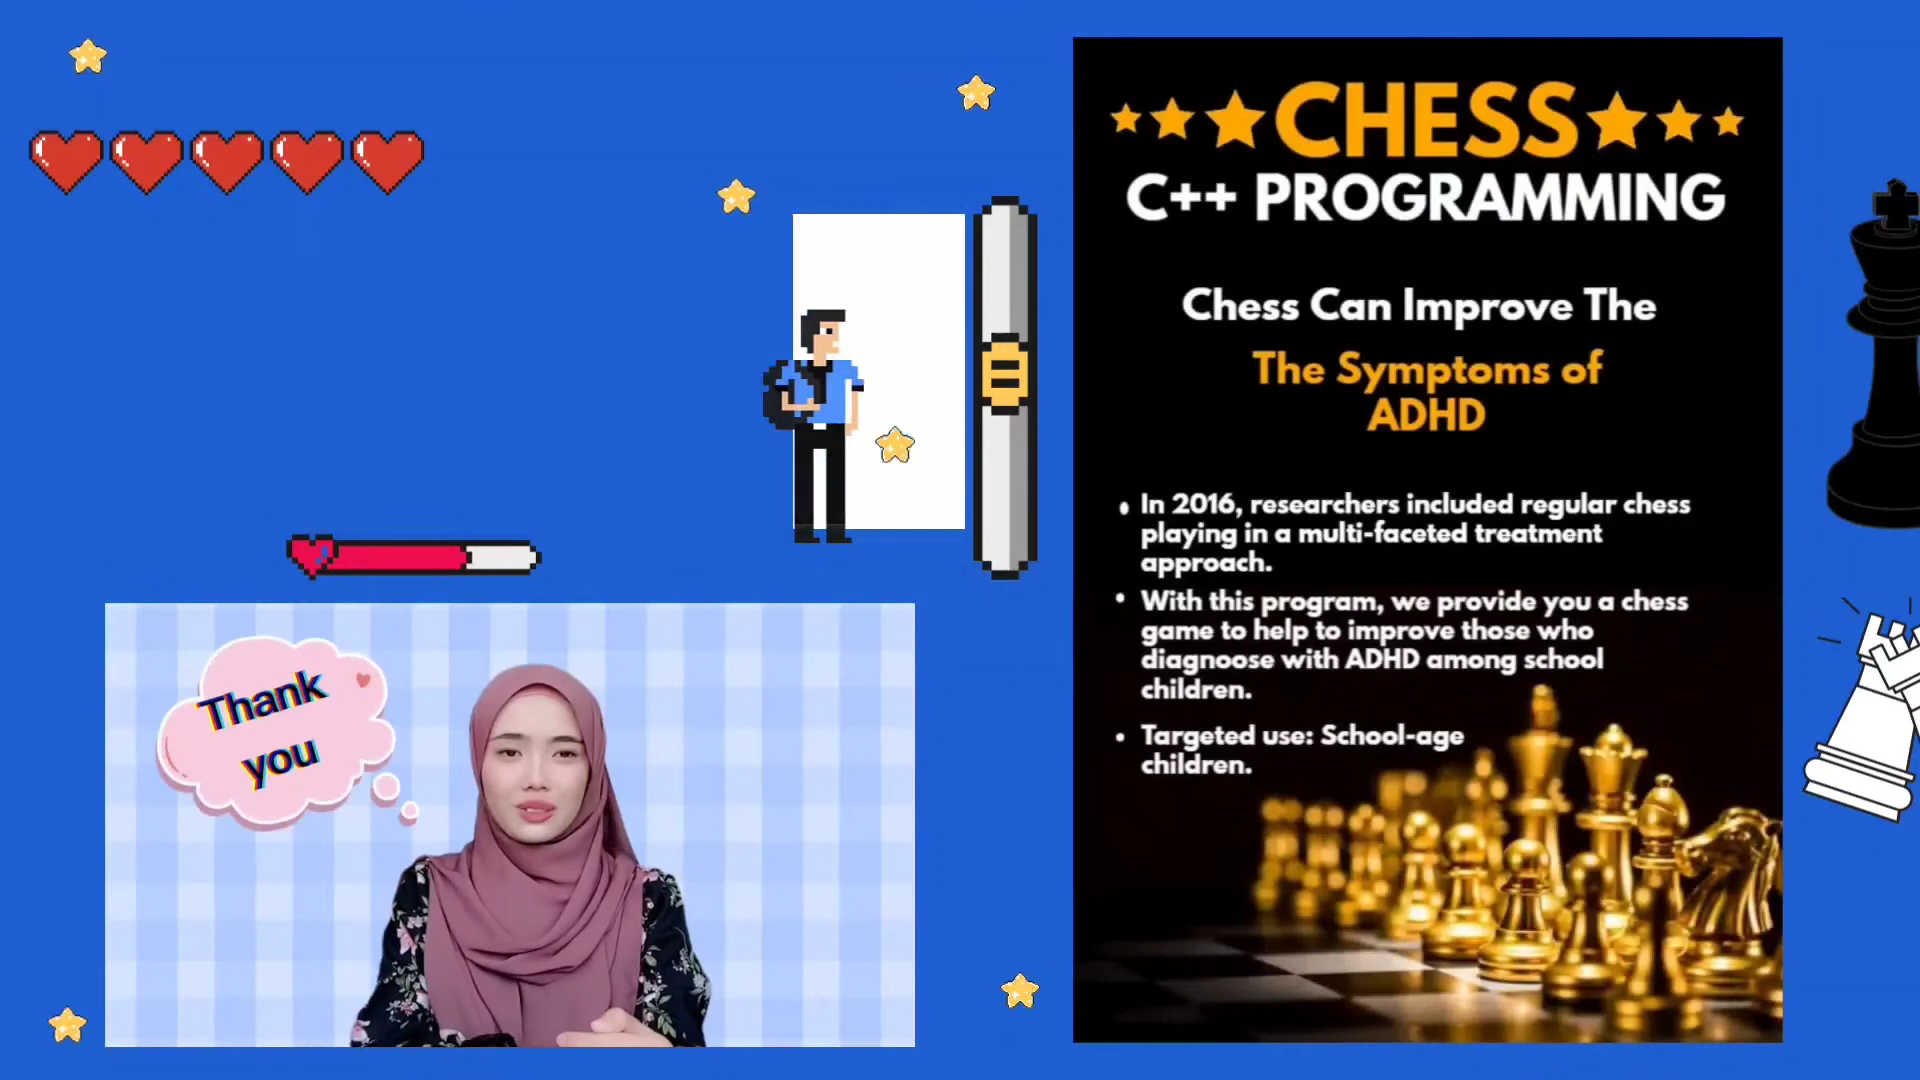 CHESS
C++ PROGRAMMING
Chess Can Improve The
The Symptoms of
ADHD
• In 2016, researchers included regular chess
playing in a multi-faceted treatment
approach.
• With this program, we provide you a chess
game to help to improve those who
diagnoose with ADHD among school
children.
• Targeted use: School-age
children.
Thank
you